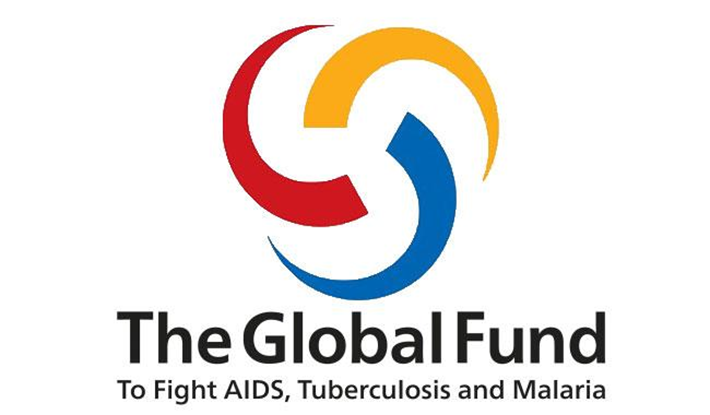 The Global Fund
To Fight AIDS, Tuberculosis and Malaria